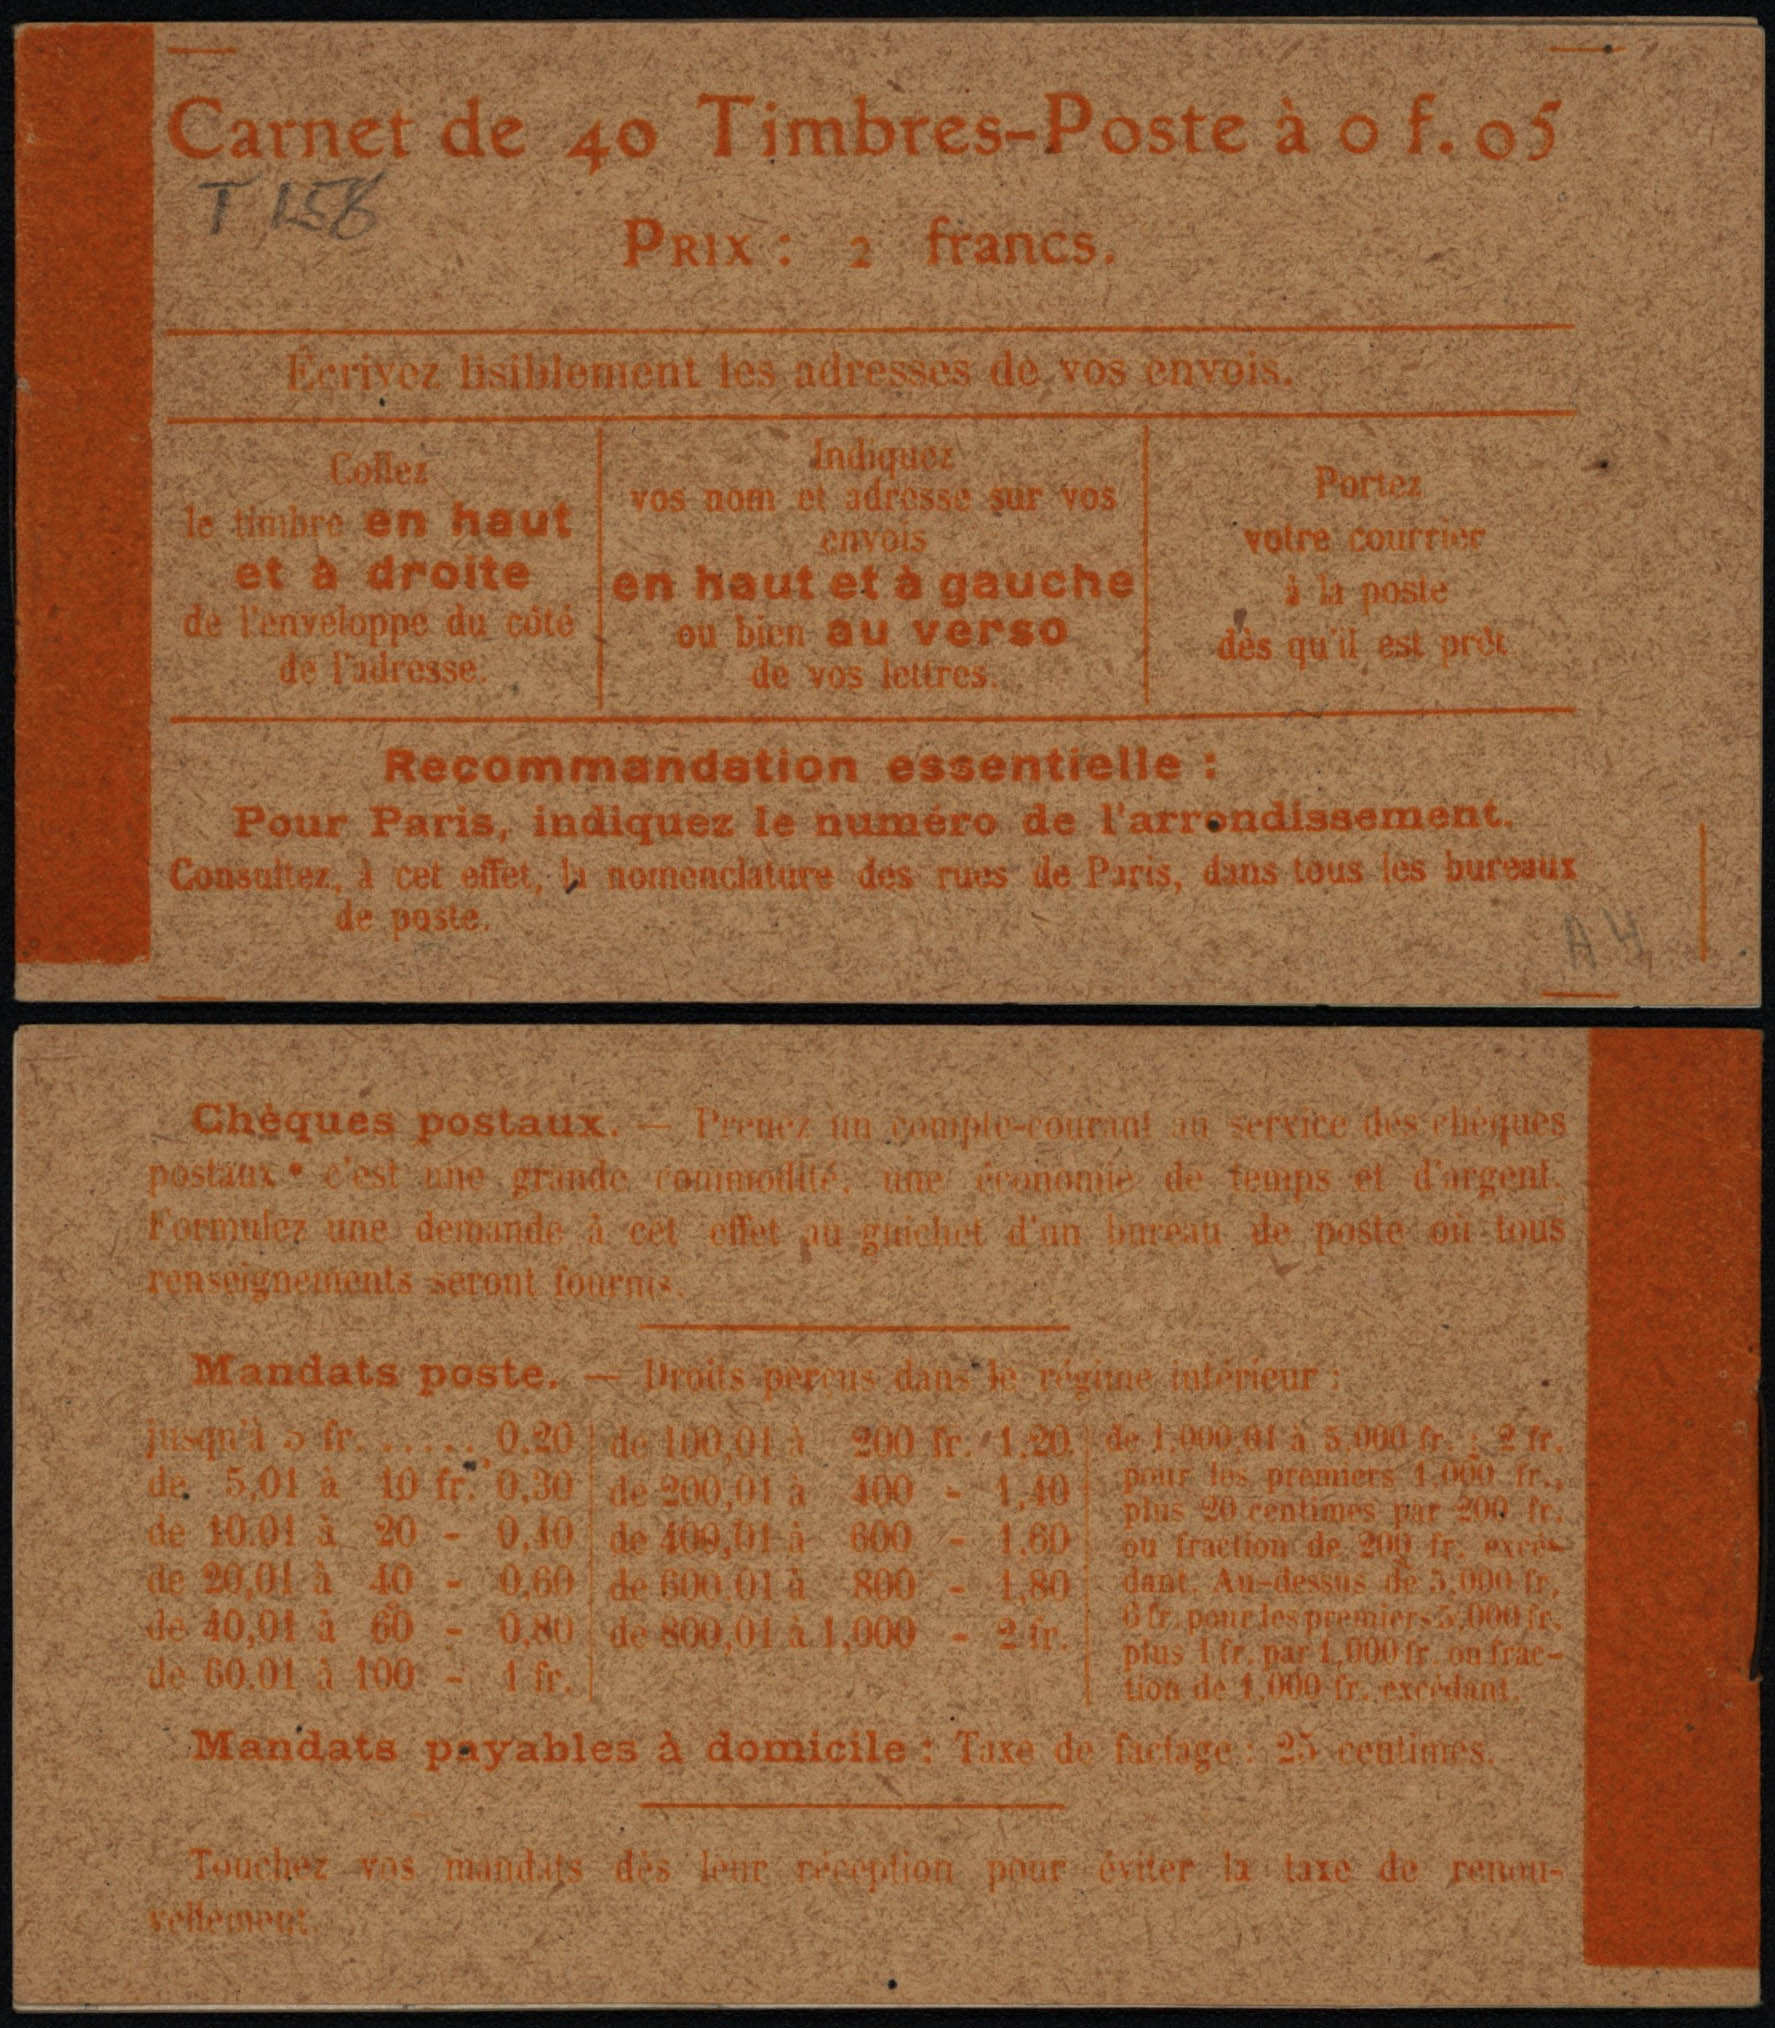 Carnet de 40 Timbres-Poste à 0 f. 05
T 158
PRIX : 2 francs.
Écrivez lisiblement les adresses de vos envois.
Collez
le timbre en haut
et à droite
de l'enveloppe du côté
de l'adresse.
Indiquez
vos nom et adresse sur vos
envois
en haut et à gauche
ou bien au verso
de vos lettres.
Portez
votre courrier
à la poste
dès qu'il est prêt.
Recommandation essentielle :
Pour Paris, indiquez le numéro de l'arrondissement.
Consultez, à cet effet, la nomenclature des rues de Paris, dans tous les bureaux
de poste.
A 4
Chèques postaux. — Prenez un compte-courant au service des chèques
postaux • c'est une grande commodité, une économie de temps et d'argent.
Formulez une demande à cet effet au guichet d'un bureau de poste où tous
renseignements seront fournis.
Mandats poste. — Droits perçus dans le régime intérieur :
jusqu'à 5 fr. ..... 0,20
de 5,01 à 10 fr. 0,30
de 10,01 à 20 - 0,40
de 20,01 à 40 - 0,60
de 40,01 à 60 - 0,80
de 60,01 à 100 - 1 fr.
de 100,01 à 200 fr. 1,20
de 200,01 à 400 - 1,40
de 400,01 à 600 - 1,60
de 600,01 à 800 - 1,80
de 800,01 à 1,000 - 2 fr.
de 1,000,01 à 5,000 fr. : 2 fr.
pour les premiers 1,000 fr.,
plus 20 centimes par 200 fr.
ou fraction de 200 fr. excé-
dant. Au-dessus de 5,000 fr.
6 fr. pour les premiers 5,000 fr.
plus 1 fr. par 1,000 fr. ou frac-
tion de 1,000 fr. excédant.
Mandats payables à domicile : Taxe de factage : 25 centimes.
Touchez vos mandats dès leur réception pour éviter la taxe de renou-
vellement.